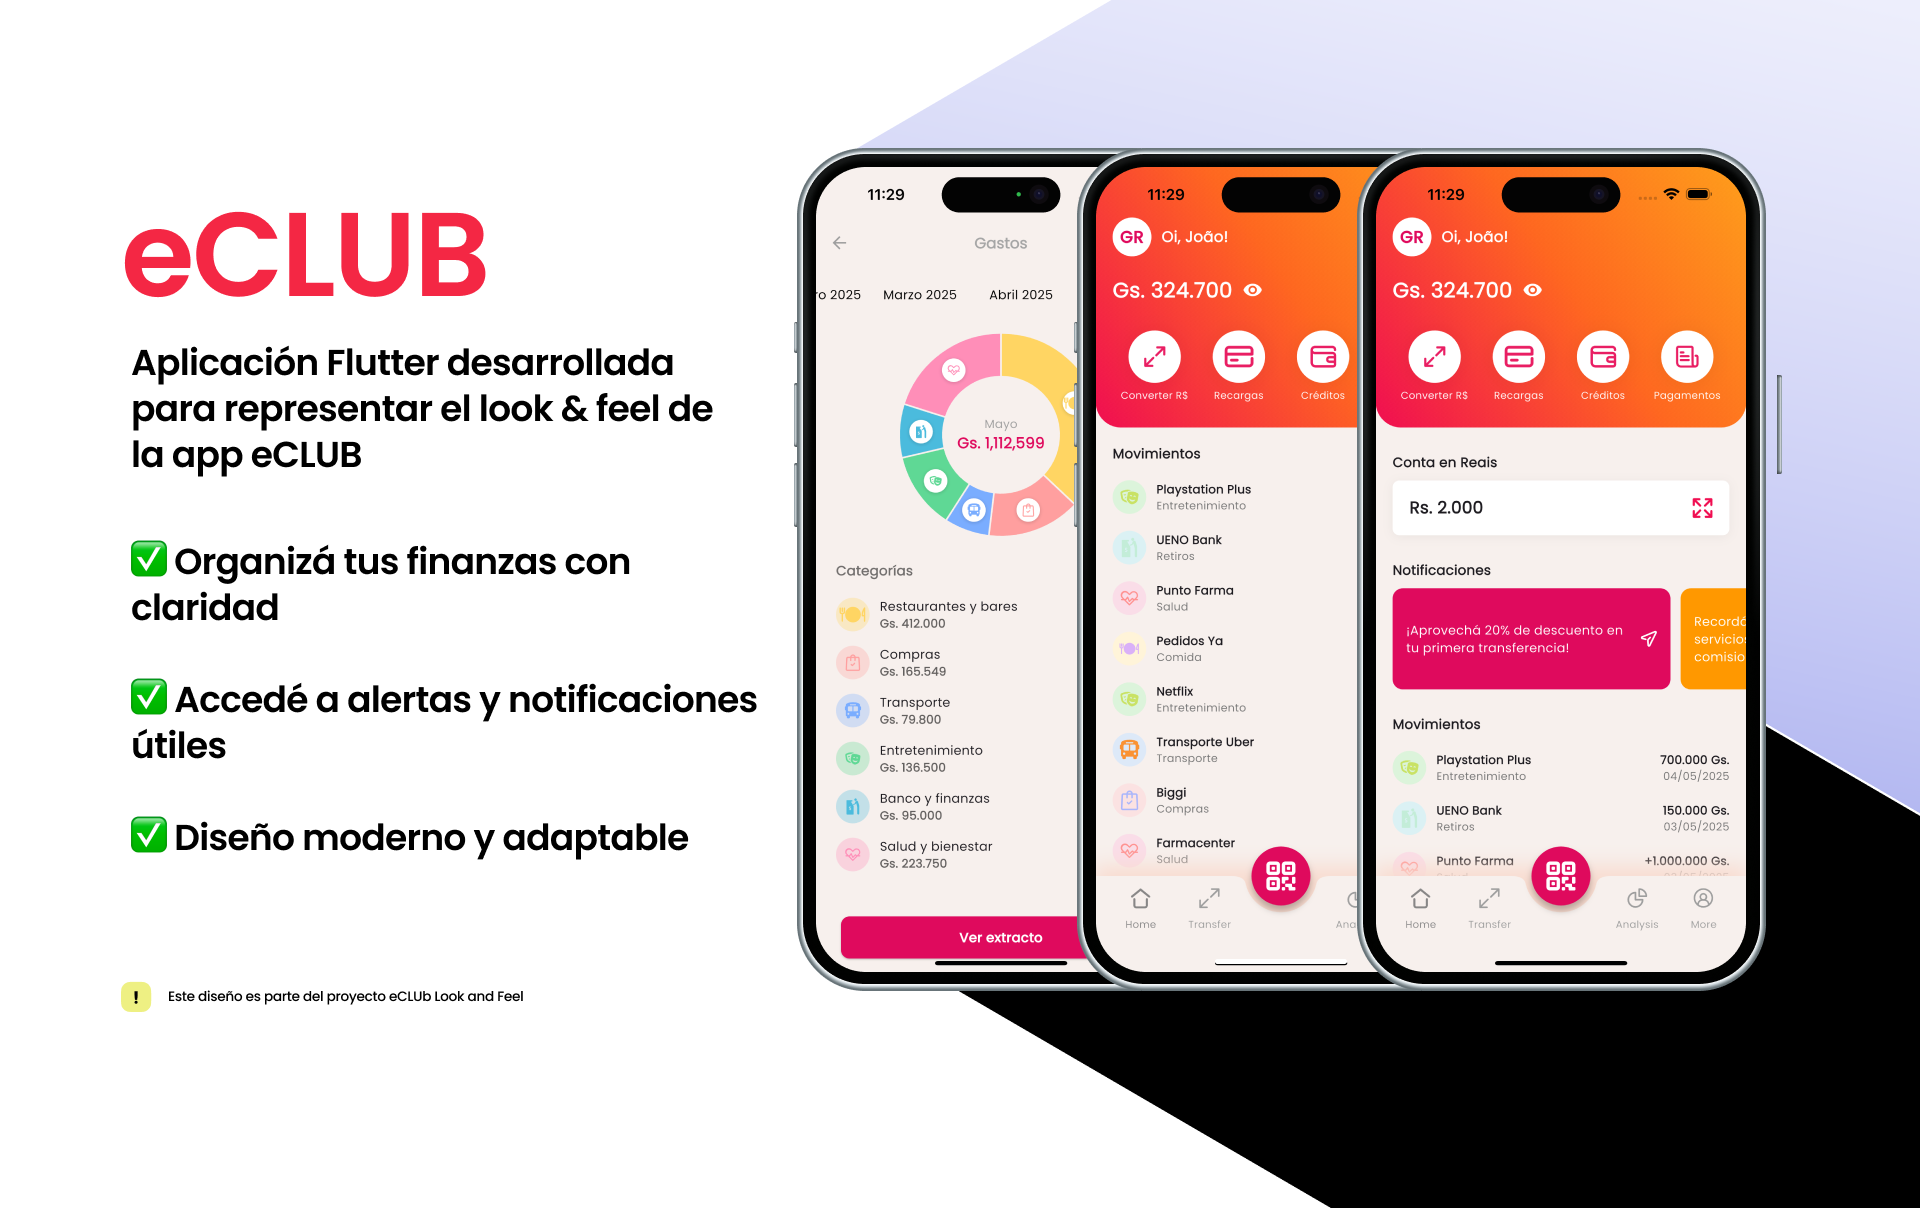 eCLUB
Aplicación Flutter desarrollada
para representar el look & feel de
la app eCLUB
✅ Organizá tus finanzas con
claridad
✅ Accedé a alertas y notificaciones
útiles
✅ Diseño moderno y adaptable
! Este diseño es parte del proyecto eCLUb Look and Feel
11:29
Gastos
ro 2025 Marzo 2025 Abril 2025
Mayo
Gs. 1,112,599
Categorías
Restaurantes y bares
Gs. 412.000
Compras
Gs. 165.549
Transporte
Gs. 79.800
Entretenimiento
Gs. 136.500
Banco y finanzas
Gs. 95.000
Salud y bienestar
Gs. 223.750
Ver extracto
11:29
GR Oi, João!
Gs. 324.700
Converter R$ Recargas Créditos
Movimientos
Playstation Plus
Entretenimiento
UENO Bank
Retiros
Punto Farma
Salud
Pedidos Ya
Comida
Netflix
Entretenimiento
Transporte Uber
Transporte
Biggi
Compras
Farmacenter
Salud
Home Transfer Ana
11:29
GR Oi, João!
Gs. 324.700
Converter R$ Recargas Créditos Pagamentos
Conta en Reais
Rs. 2.000
Notificaciones
¡Aprovechá 20% de descuento en
tu primera transferencia!
Recordá
servicios
comisio
Movimientos
Playstation Plus 700.000 Gs.
Entretenimiento 04/05/2025
UENO Bank 150.000 Gs.
Retiros 03/05/2025
Punto Farma +1.000.000 Gs.
Home Transfer Analysis More